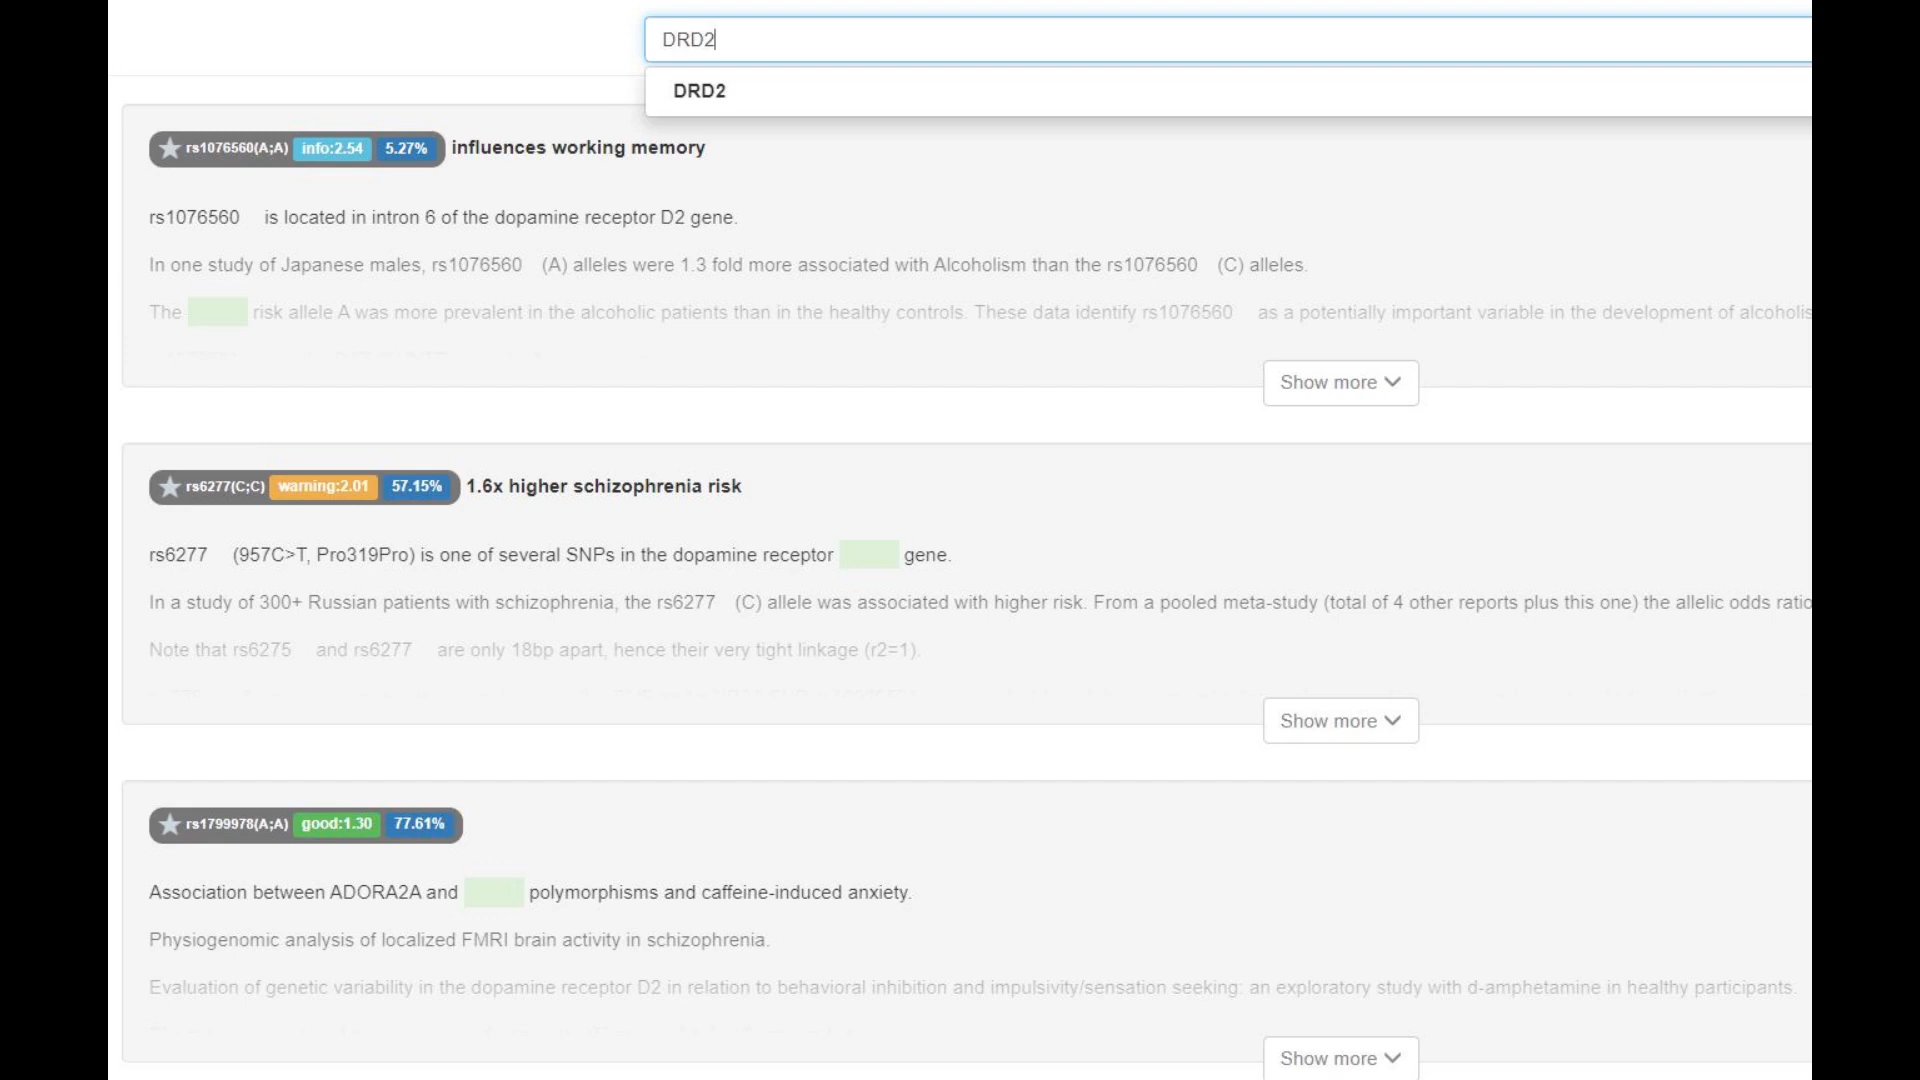 DRD2
DRD2
rs1076560(A;A) info:2.54 5.27% influences working memory
rs1076560 is located in intron 6 of the dopamine receptor D2 gene.
In one study of Japanese males, rs1076560 (A) alleles were 1.3 fold more associated with Alcoholism than the rs1076560 (C) alleles.
The risk allele A was more prevalent in the alcoholic patients than in the healthy controls. These data identify rs1076560 as a potentially important variable in the development of alcoholis
Show more
rs6277(C;C) warning:2.01 57.15% 1.6x higher schizophrenia risk
rs6277 (957C>T, Pro319Pro) is one of several SNPs in the dopamine receptor gene.
In a study of 300+ Russian patients with schizophrenia, the rs6277 (C) allele was associated with higher risk. From a pooled meta-study (total of 4 other reports plus this one) the allelic odds ratio
Note that rs6275 and rs6277 are only 18bp apart, hence their very tight linkage (r2=1).
Show more
rs1799978(A;A) good:1.30 77.61%
Association between ADORA2A and polymorphisms and caffeine-induced anxiety.
Physiogenomic analysis of localized FMRI brain activity in schizophrenia.
Evaluation of genetic variability in the dopamine receptor D2 in relation to behavioral inhibition and impulsivity/sensation seeking: an exploratory study with d-amphetamine in healthy participants.
Show more